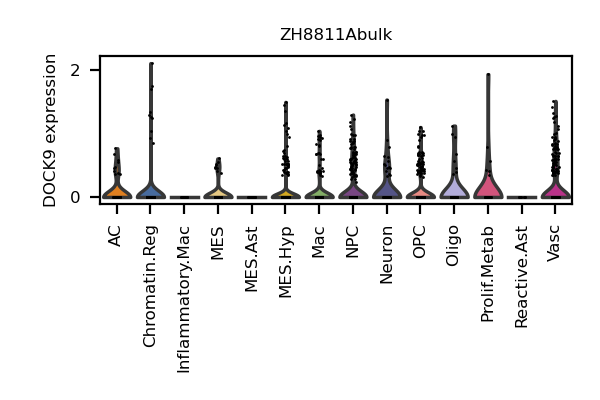 ZH8811Abulk
DOCK9 expression
2
0
AC
Chromatin.Reg
Inflammatory.Mac
MES
MES.Ast
MES.Hyp
Mac
NPC
Neuron
OPC
Oligo
Prolif.Metab
Reactive.Ast
Vasc